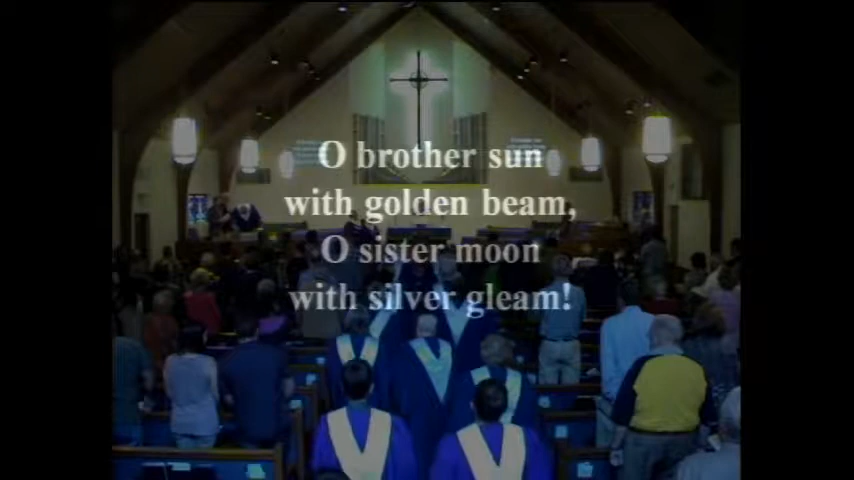 O brother sun
with golden beam,
O sister moon
with silver gleam!